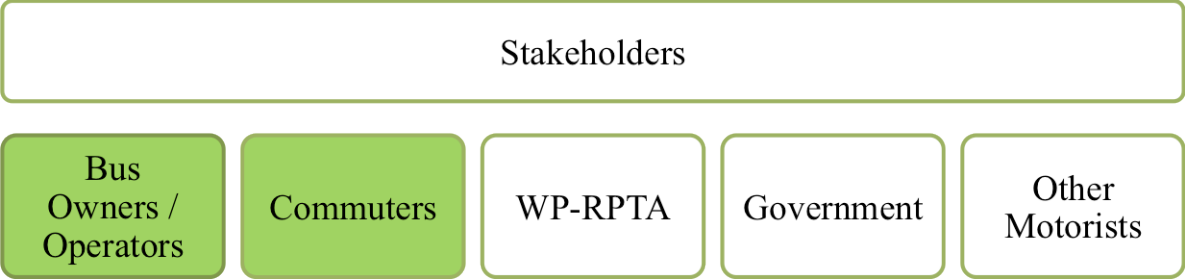 Stakeholders
Bus
Owners /
Operators
Commuters
WP-RPTA
Government
Other
Motorists